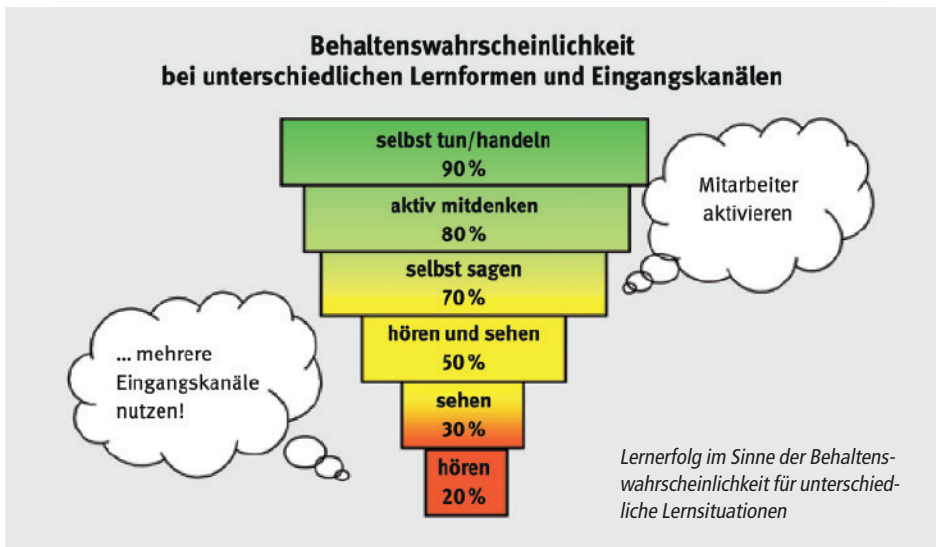 Behaltenswahrscheinlichkeit
bei unterschiedlichen Lernformen und Eingangskanälen
selbst tun/handeln
90 %
aktiv mitdenken
80 %
selbst sagen
70 %
hören und sehen
50 %
sehen
30 %
hören
20 %
Mitarbeiter
aktivieren
... mehrere
Eingangskanäle
nutzen!
Lernerfolg im Sinne der Behaltens-
wahrscheinlichkeit für unterschied-
liche Lernsituationen